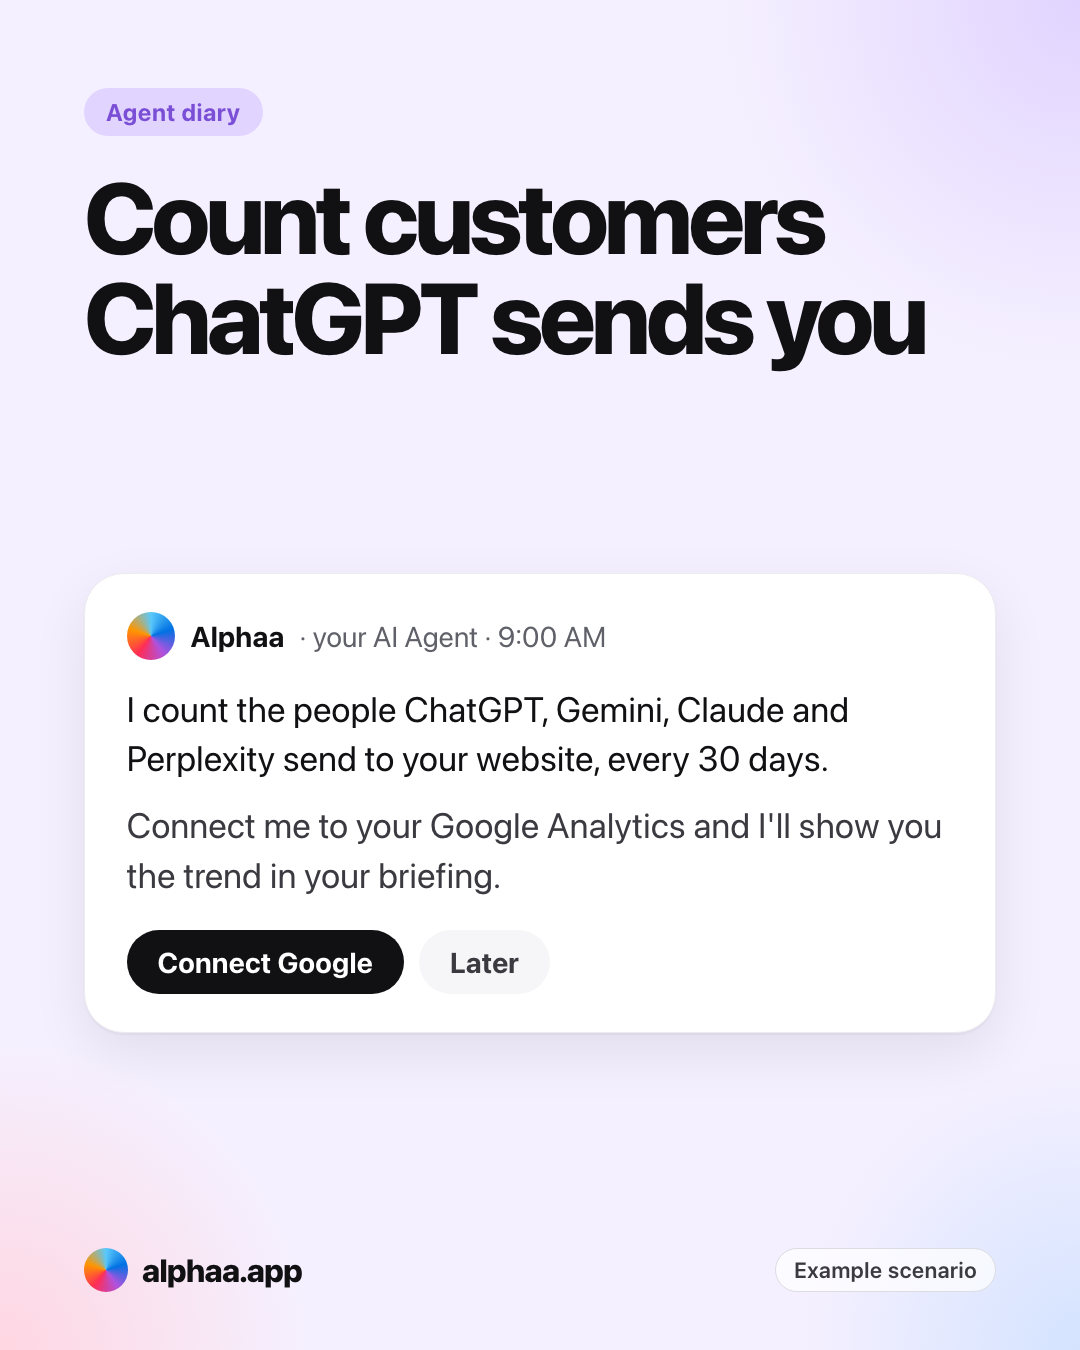 Agent diary
Count customers
ChatGPT sends you
Alphaa · your AI Agent · 9:00 AM
I count the people ChatGPT, Gemini, Claude and
Perplexity send to your website, every 30 days.
Connect me to your Google Analytics and I'll show you
the trend in your briefing.
Connect Google
Later
alphaa.app
Example scenario